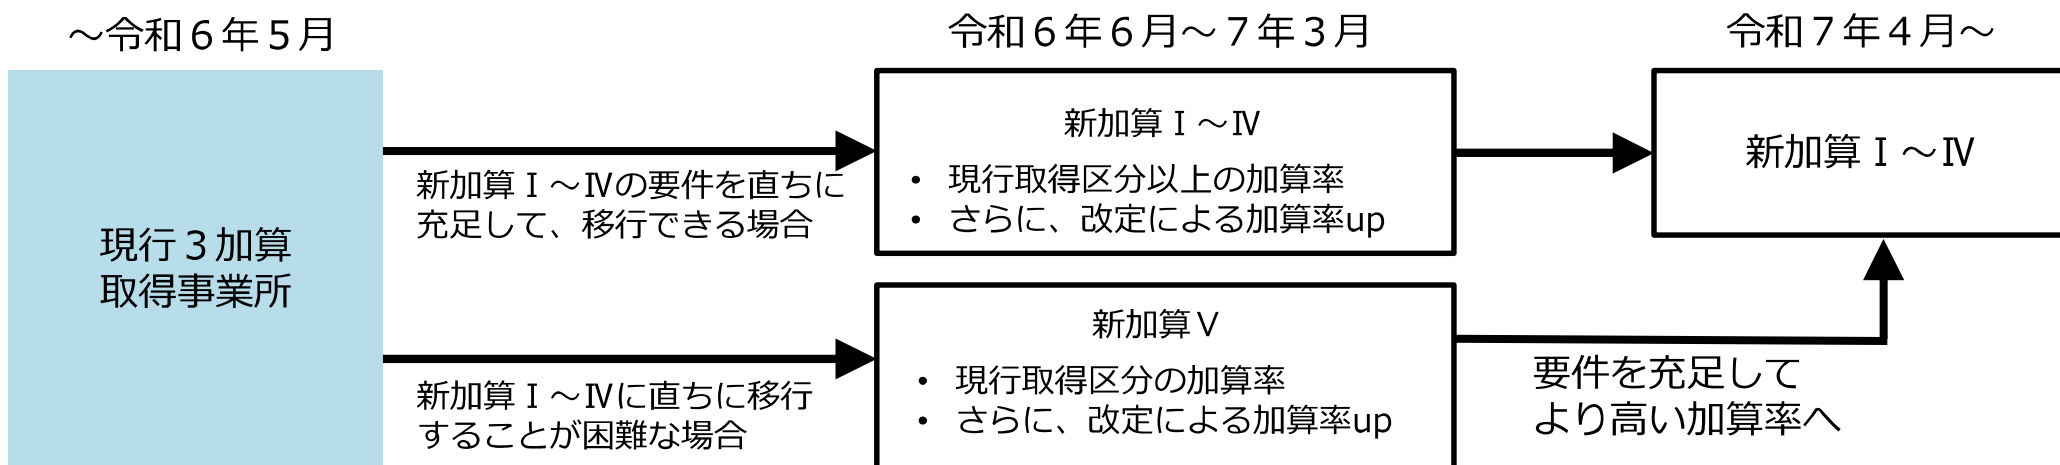 ～令和６年５月
令和６年６月～７年３月
令和７年４月～
現行３加算
取得事業所
新加算Ⅰ～Ⅳの要件を直ちに
充足して、移行できる場合
新加算Ⅰ～Ⅳに直ちに移行
することが困難な場合
新加算Ⅰ～Ⅳ
• 現行取得区分以上の加算率
• さらに、改定による加算率up
新加算Ⅴ
• 現行取得区分の加算率
• さらに、改定による加算率up
新加算Ⅰ～Ⅳ
要件を充足して
より高い加算率へ